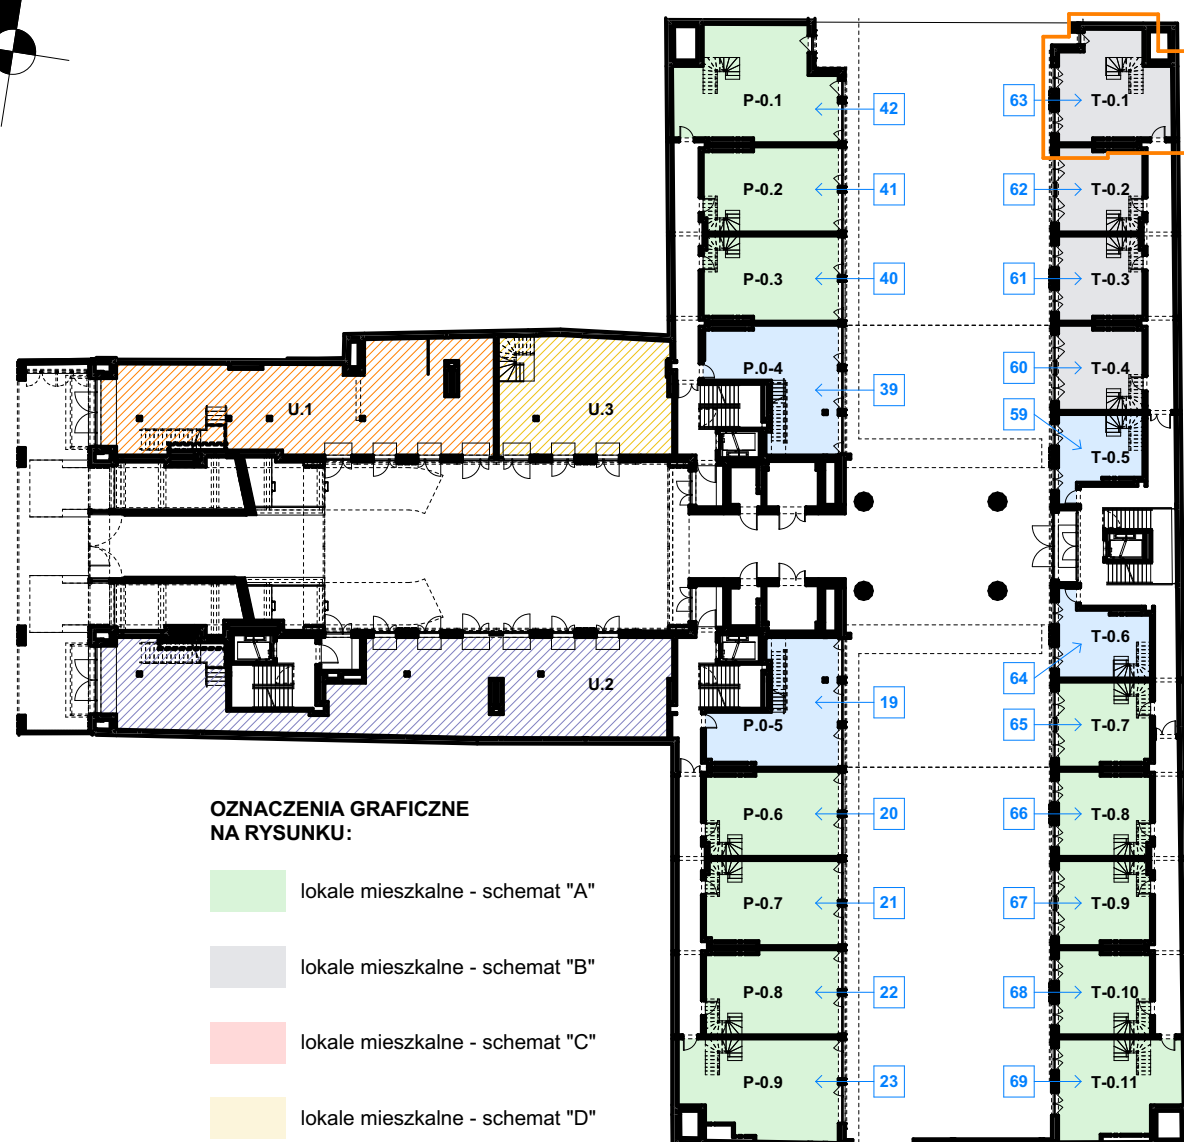 P-0.1
42
63
T-0.1
P-0.2
41
62
T-0.2
P-0.3
40
61
T-0.3
P.0-4
39
60
T-0.4
59
T-0.5
U.1
U.3
U.2
P.0-5
19
T-0.6
64
65
T-0.7
P-0.6
20
66
T-0.8
P-0.7
21
67
T-0.9
P-0.8
22
68
T-0.10
P-0.9
23
69
T-0.11
OZNACZENIA GRAFICZNE
NA RYSUNKU:
lokale mieszkalne - schemat "A"
lokale mieszkalne - schemat "B"
lokale mieszkalne - schemat "C"
lokale mieszkalne - schemat "D"